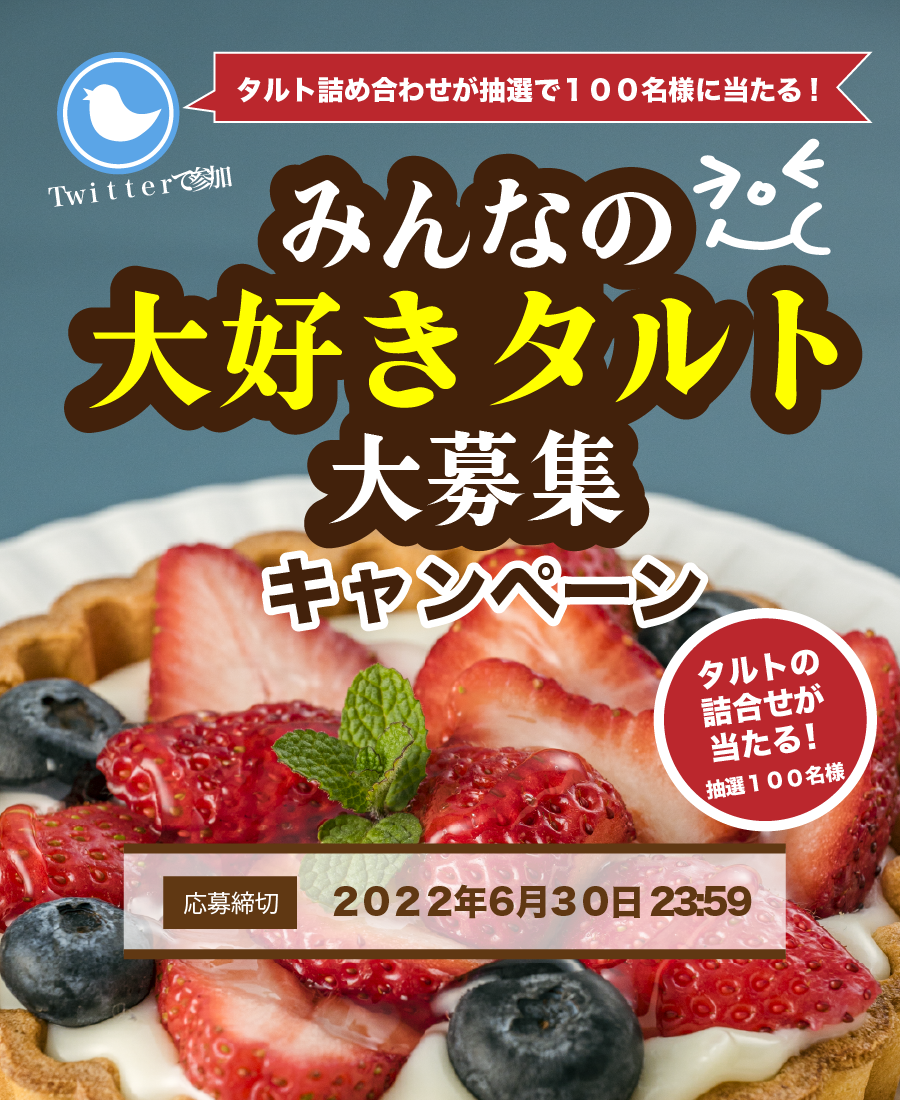 タルト詰め合わせが抽選で１００名様に当たる！
Twitterで参加
みんなの
大好きタルト
大募集
キャンペーン
タルトの
詰合せが
当たる！
抽選１００名様
応募締切
２０２２年６月３０日 23:59